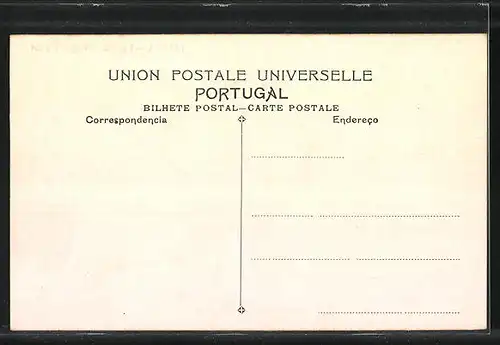 UNION POSTALE UNIVERSELLE
PORTUGAL
BILHETE POSTAL—CARTE POSTALE
Correspondencia Endereço